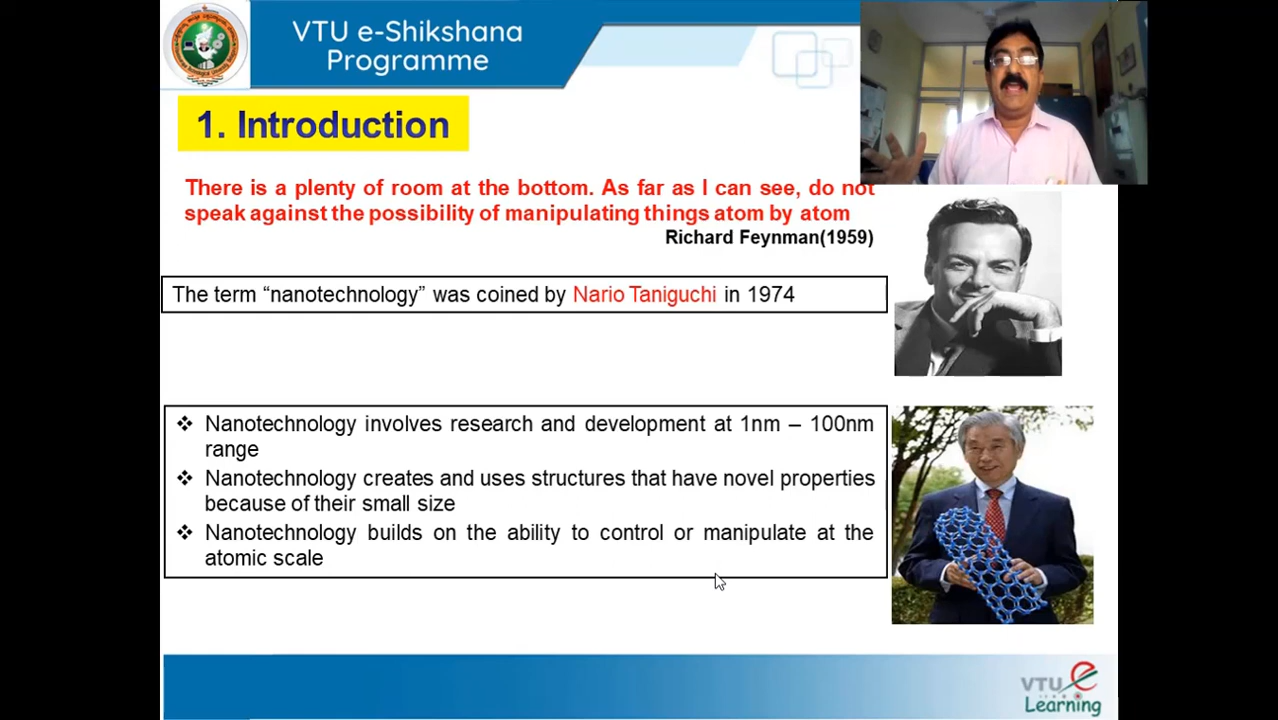 VTU e-Shikshana
Programme
1. Introduction
There is a plenty of room at the bottom. As far as I can see, do not
speak against the possibility of manipulating things atom by atom
Richard Feynman(1959)
The term “nanotechnology” was coined by Nario Taniguchi in 1974
❖ Nanotechnology involves research and development at 1nm – 100nm
range
❖ Nanotechnology creates and uses structures that have novel properties
because of their small size
❖ Nanotechnology builds on the ability to control or manipulate at the
atomic scale
VTU e
Learning